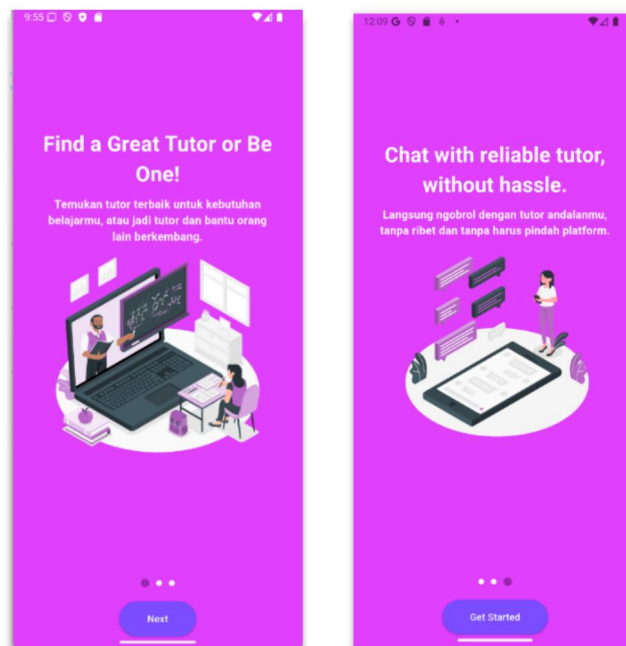 9:55
Find a Great Tutor or Be
One!
Temukan tutor terbaik untuk kebutuhan
belajarmu, atau jadi tutor dan bantu orang
lain berkembang.
Next
12:09 G
Chat with reliable tutor,
without hassle.
Langsung ngobrol dengan tutor andalanmu,
tanpa ribet dan tanpa harus pindah platform.
Get Started